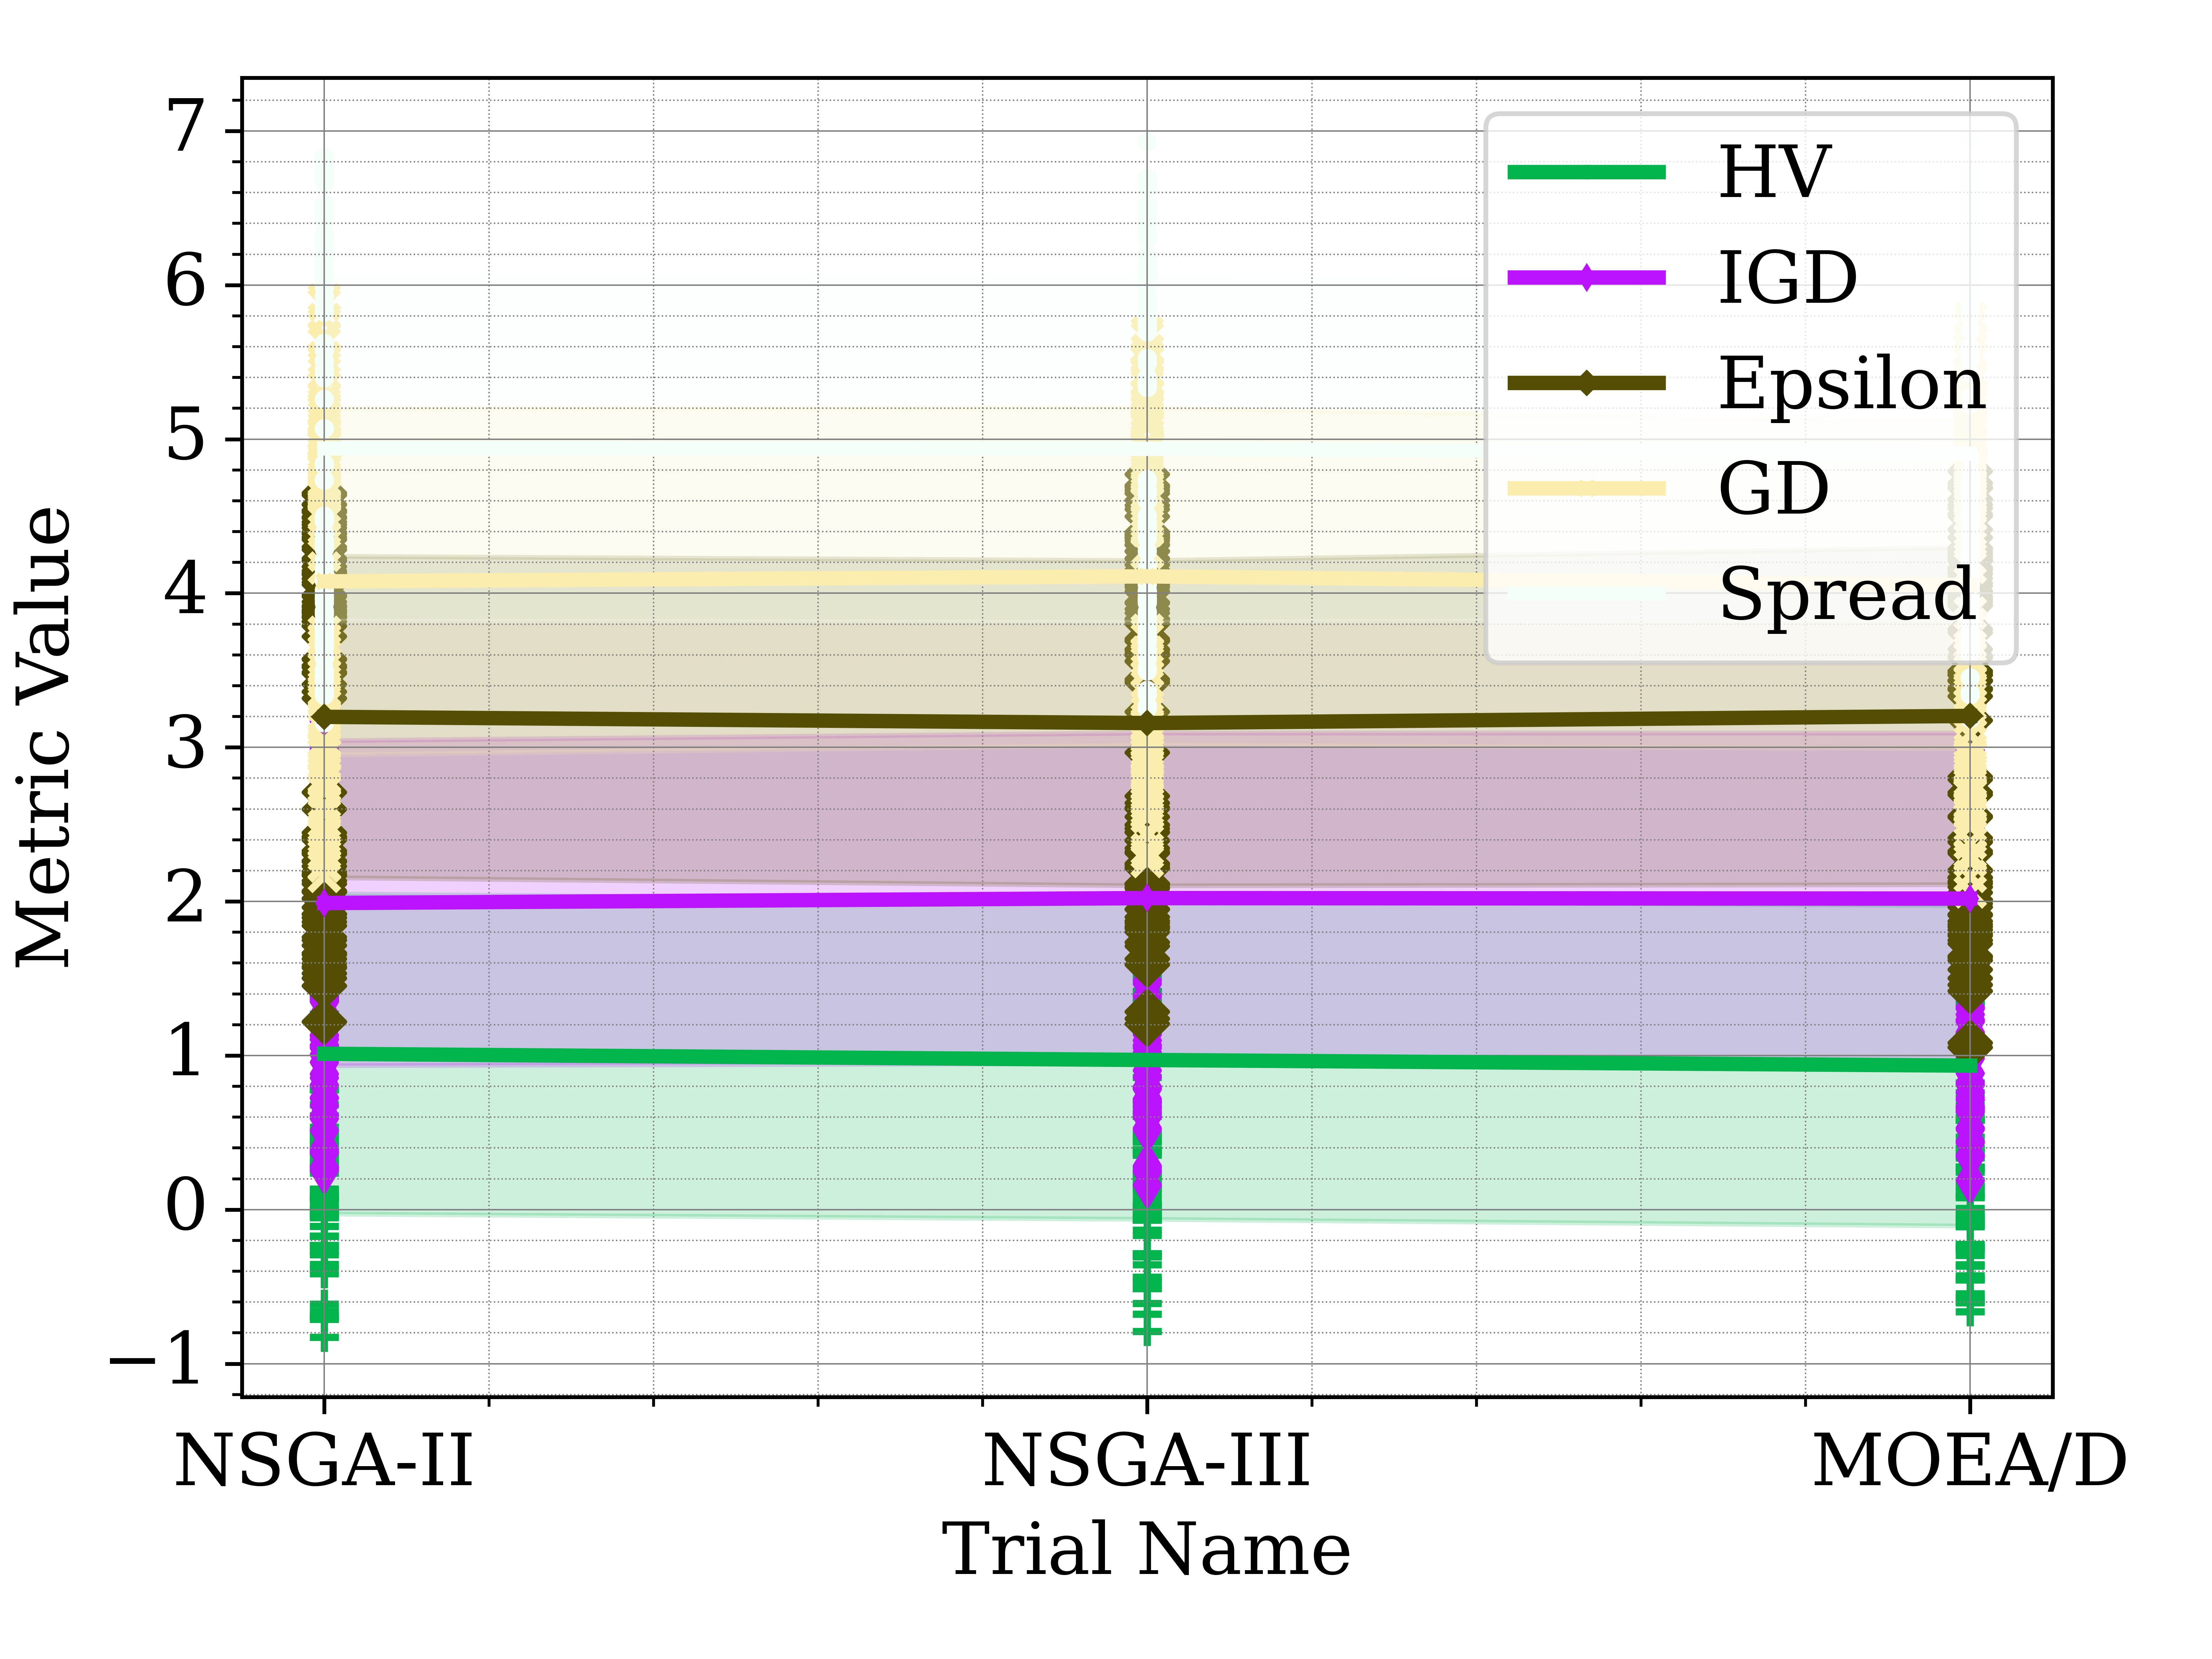 Metric Value
7
6
5
4
3
2
1
0
−1
NSGA-II
NSGA-III
MOEA/D
Trial Name
HV
IGD
Epsilon
GD
Spread